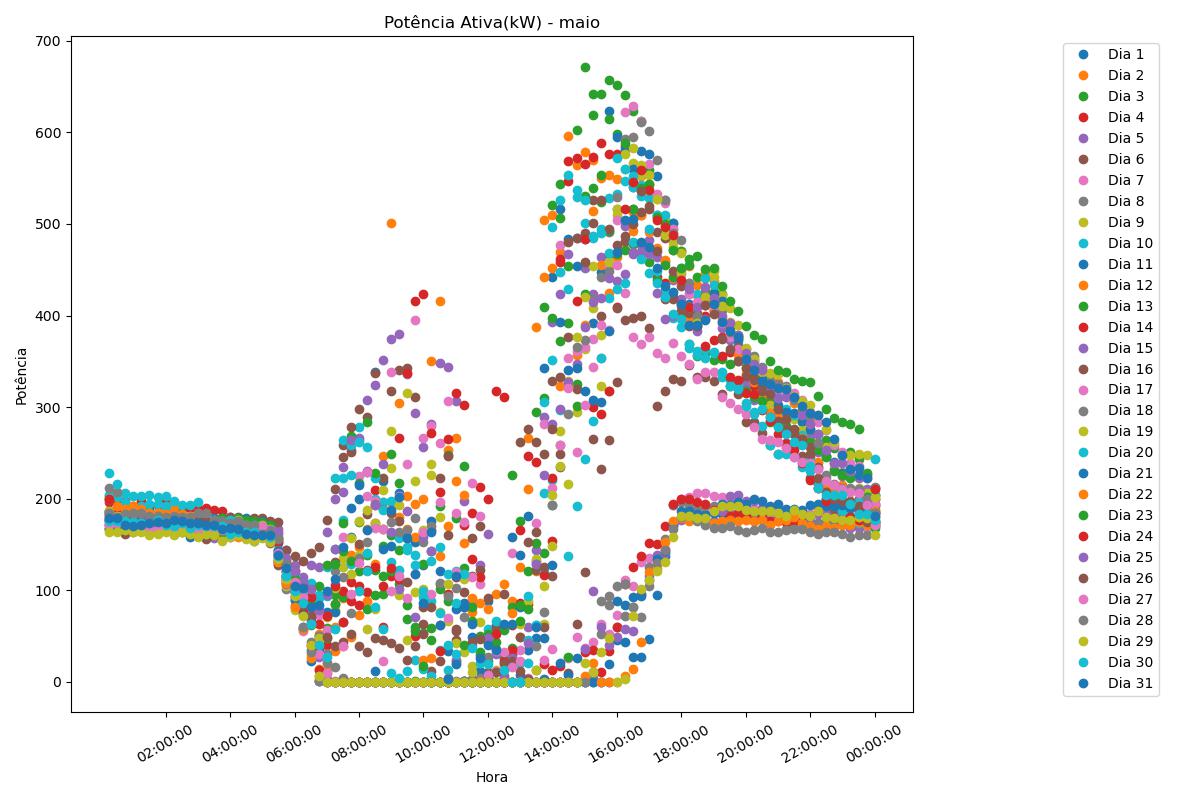 Potência Ativa(kW) - maio
700
600
500
400
300
200
100
0
Potência
02:00:00
04:00:00
06:00:00
08:00:00
10:00:00
12:00:00
14:00:00
16:00:00
18:00:00
20:00:00
22:00:00
00:00:00
Hora
Dia 1
Dia 2
Dia 3
Dia 4
Dia 5
Dia 6
Dia 7
Dia 8
Dia 9
Dia 10
Dia 11
Dia 12
Dia 13
Dia 14
Dia 15
Dia 16
Dia 17
Dia 18
Dia 19
Dia 20
Dia 21
Dia 22
Dia 23
Dia 24
Dia 25
Dia 26
Dia 27
Dia 28
Dia 29
Dia 30
Dia 31